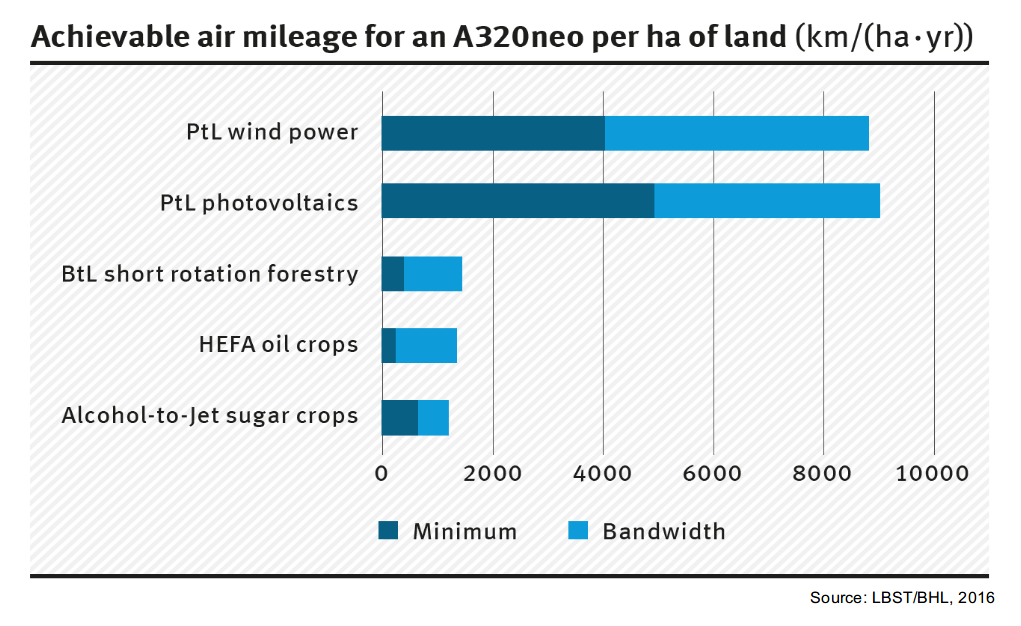 Achievable air mileage for an A320neo per ha of land (km/(ha·yr))
PtL wind power
PtL photovoltaics
BtL short rotation forestry
HEFA oil crops
Alcohol-to-Jet sugar crops
0 2000 4000 6000 8000 10000
Minimum Bandwidth
Source: LBST/BHL, 2016